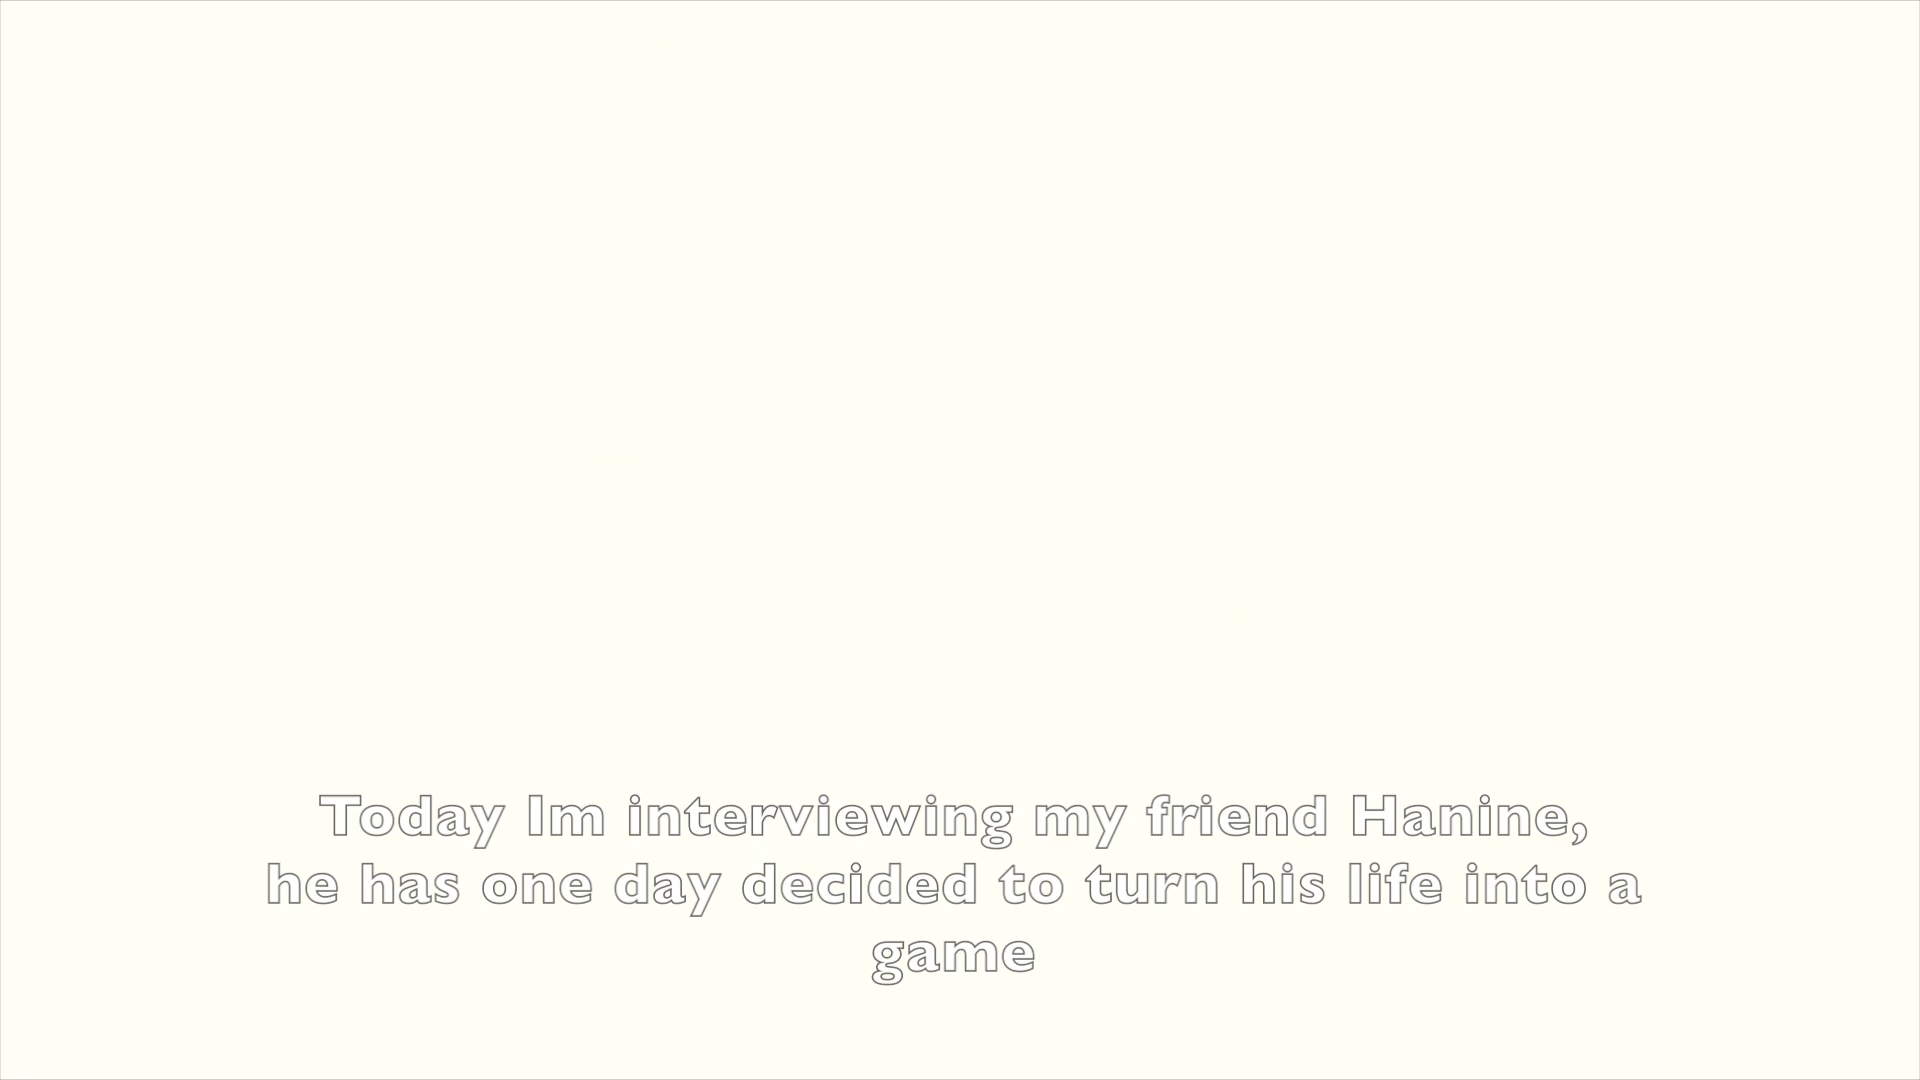 Today Im interviewing my friend Hanine,
he has one day decided to turn his life into a
game